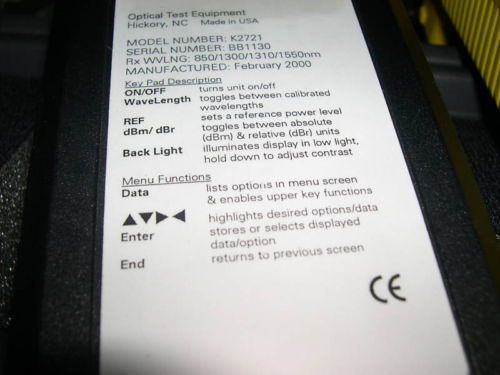 Optical Test Equipment
Hickory, NC Made in USA
MODEL NUMBER: K2721
SERIAL NUMBER: BB1130
Rx WVLNG: 850/1300/1310/1550nm
MANUFACTURED: February 2000
Key Pad Description
ON/OFF turns unit on/off
WaveLength toggles between calibrated
wavelengths
REF sets a reference power level
dBm/ dBr toggles between absolute
(dBm) & relative (dBr) units
Back Light illuminates display in low light,
hold down to adjust contrast
Menu Functions
Data lists options in menu screen
& enables upper key functions
▲▼▶◀ highlights desired options/data
Enter stores or selects displayed
data/option
End returns to previous screen
CE